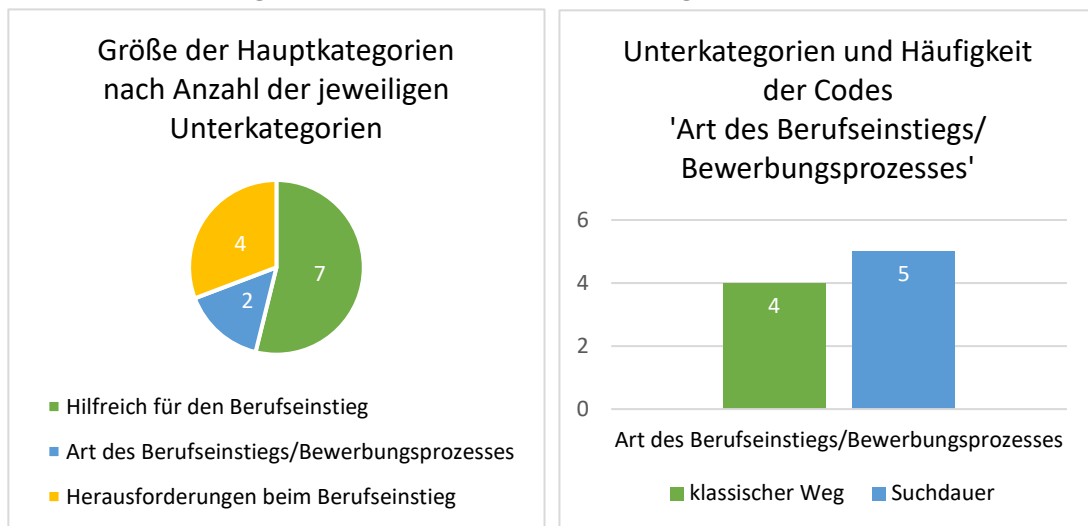 Größe der Hauptkategorien
nach Anzahl der jeweiligen
Unterkategorien
4
7
2
Hilfreich für den Berufseinstieg
Art des Berufseinstiegs/Bewerbungsprozesses
Herausforderungen beim Berufseinstieg
Unterkategorien und Häufigkeit
der Codes
'Art des Berufseinstiegs/
Bewerbungsprozesses'
6
4
2
0
4
5
Art des Berufseinstiegs/Bewerbungsprozesses
klassischer Weg
Suchdauer